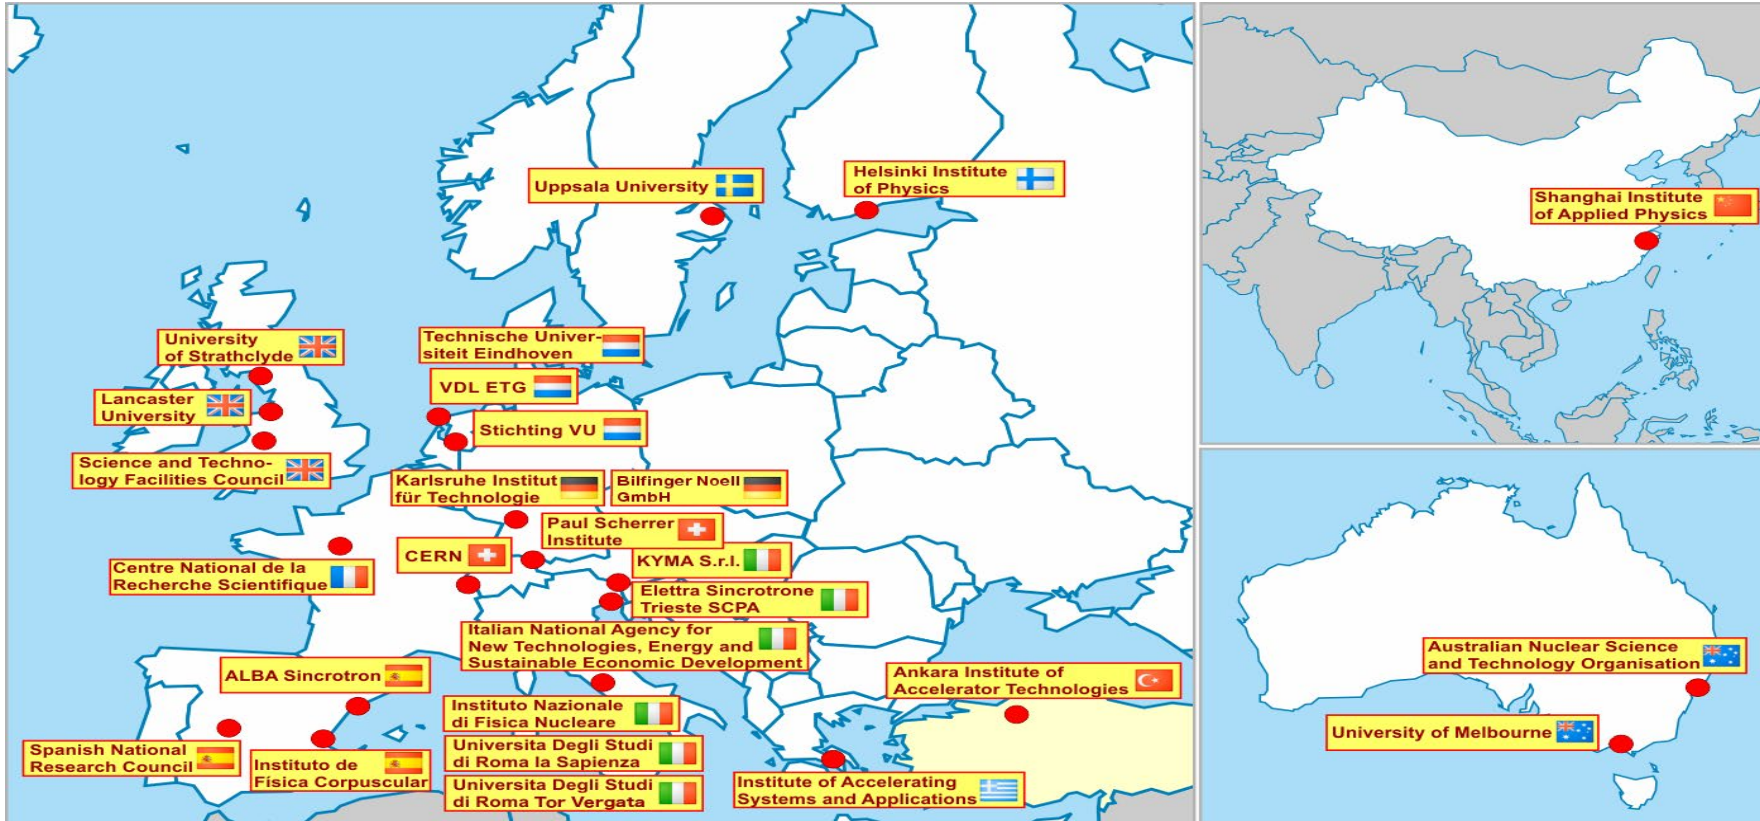 Uppsala University
Helsinki Institute
of Physics
Shanghai Institute
of Applied Physics
University
of Strathclyde
Technische Univer-
siteit Eindhoven
VDL ETG
Lancaster
University
Stichting VU
Science and Techno-
logy Facilities Council
Karlsruhe Institut
für Technologie
Bilfinger Noell
GmbH
Paul Scherrer
Institute
CERN
KYMA S.r.l.
Centre National de la
Recherche Scientifique
Elettra Sincrotrone
Trieste SCPA
Italian National Agency for
New Technologies, Energy and
Sustainable Economic Development
ALBA Sincrotron
Ankara Institute of
Accelerator Technologies
Instituto Nazionale
di Fisica Nucleare
Spanish National
Research Council
Instituto de
Física Corpuscular
Universita Degli Studi
di Roma la Sapienza
Universita Degli Studi
di Roma Tor Vergata
Institute of Accelerating
Systems and Applications
Australian Nuclear Science
and Technology Organisation
University of Melbourne